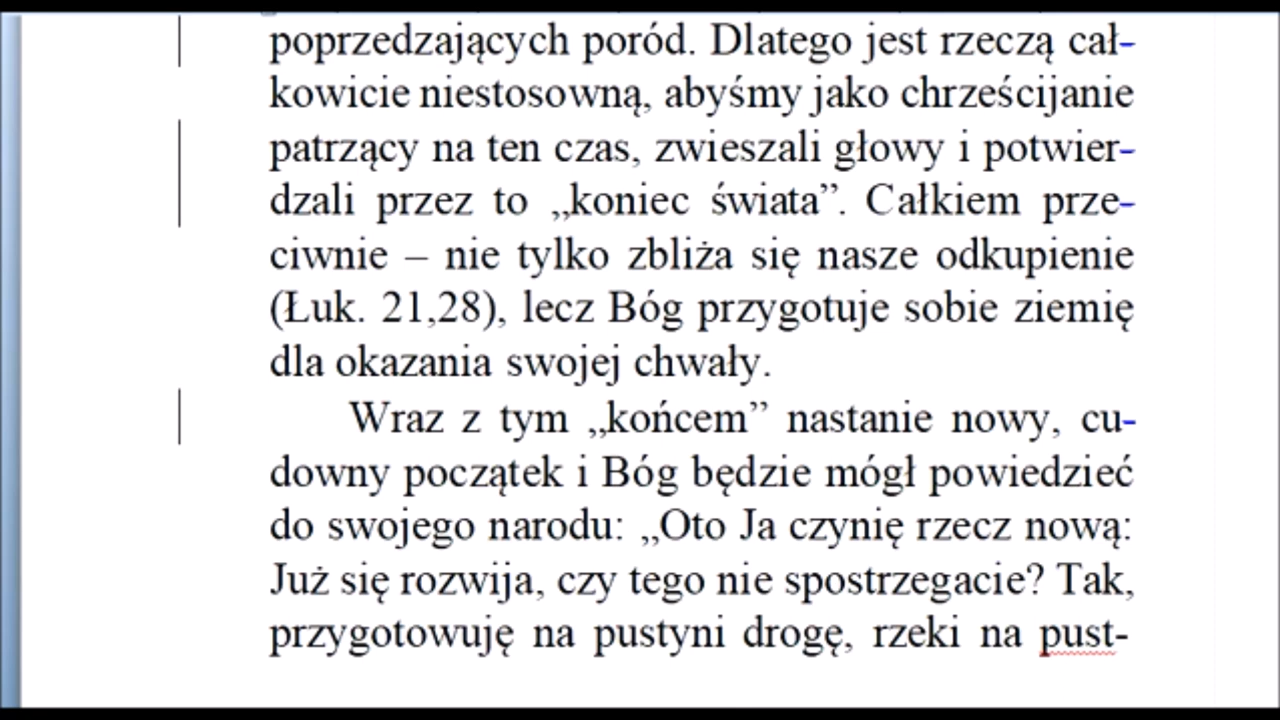 poprzedzających poród. Dlatego jest rzeczą cał-
kowicie niestosowną, abyśmy jako chrześcijanie
patrzący na ten czas, zwieszali głowy i potwier-
dzali przez to „koniec świata”. Całkiem prze-
ciwnie – nie tylko zbliża się nasze odkupienie
(Łuk. 21,28), lecz Bóg przygotuje sobie ziemię
dla okazania swojej chwały.
Wraz z tym „końcem” nastanie nowy, cu-
downy początek i Bóg będzie mógł powiedzieć
do swojego narodu: „Oto Ja czynię rzecz nową:
Już się rozwija, czy tego nie spostrzegacie? Tak,
przygotowuję na pustyni drogę, rzeki na pust-